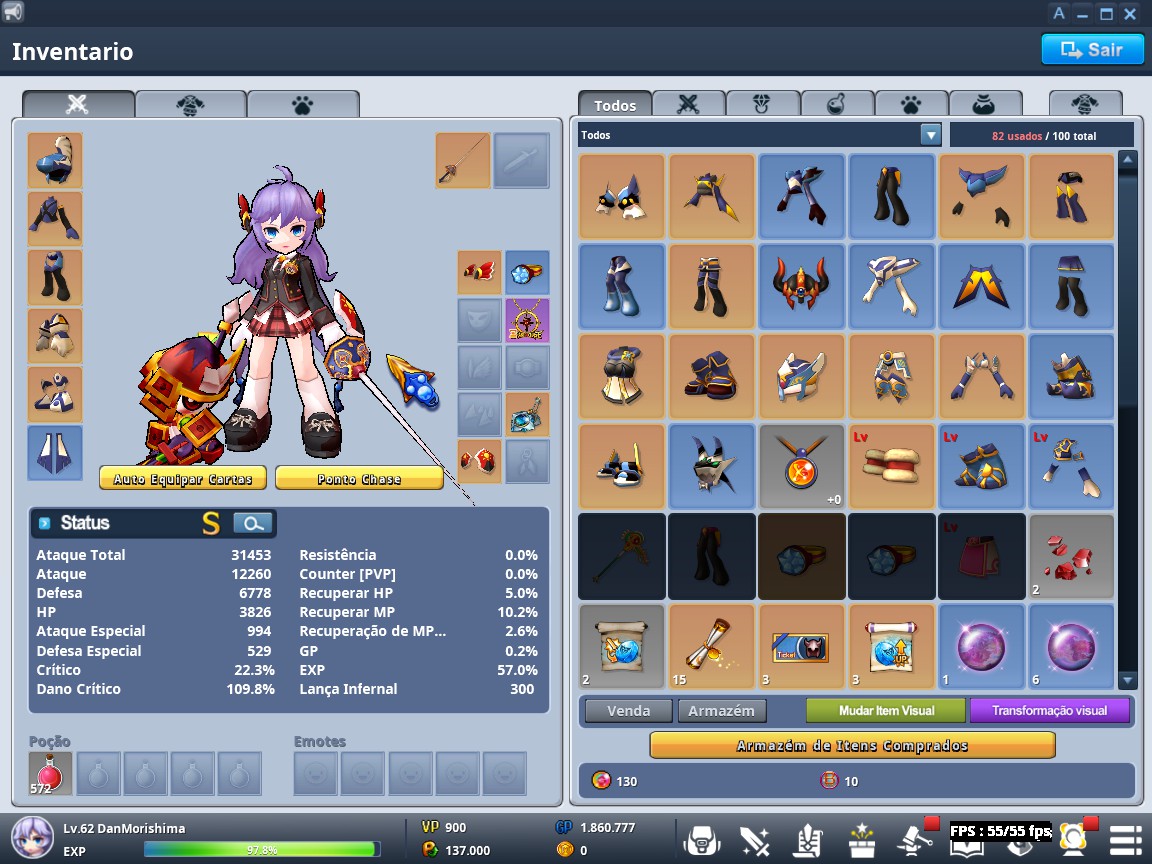 A
Inventario
Sair
Todos
Todos
82 usados / 100 total
+0
Lv
Lv
Lv
Lv
2
2
15
Ticket
3
UP
3
1
6
Auto Equipar Cartas
Ponto Chase
Status S
Ataque Total 31453 Resistência 0.0%
Ataque 12260 Counter [PVP] 0.0%
Defesa 6778 Recuperar HP 5.0%
HP 3826 Recuperar MP 10.2%
Ataque Especial 994 Recuperação de MP... 2.6%
Defesa Especial 529 GP 0.2%
Crítico 22.3% EXP 57.0%
Dano Crítico 109.8% Lança Infernal 300
Venda
Armazém
Mudar Item Visual
Transformação visual
Armazém de Itens Comprados
Poção
Emotes
572
130
10
Lv.62 DanMorishima
EXP 97.8%
VP 900
GP 1.860.777
137.000
0
FPS : 55/55 fps